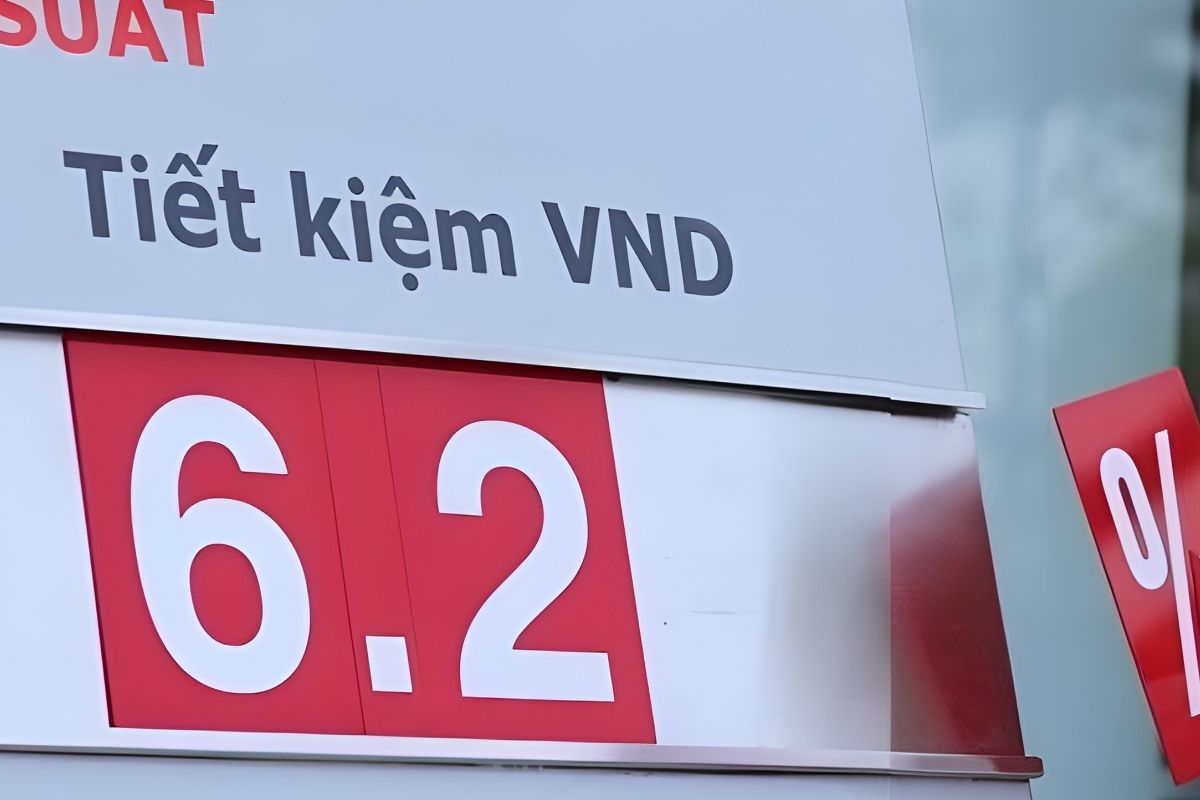 SUẤT
Tiết kiệm VND
6.2
%